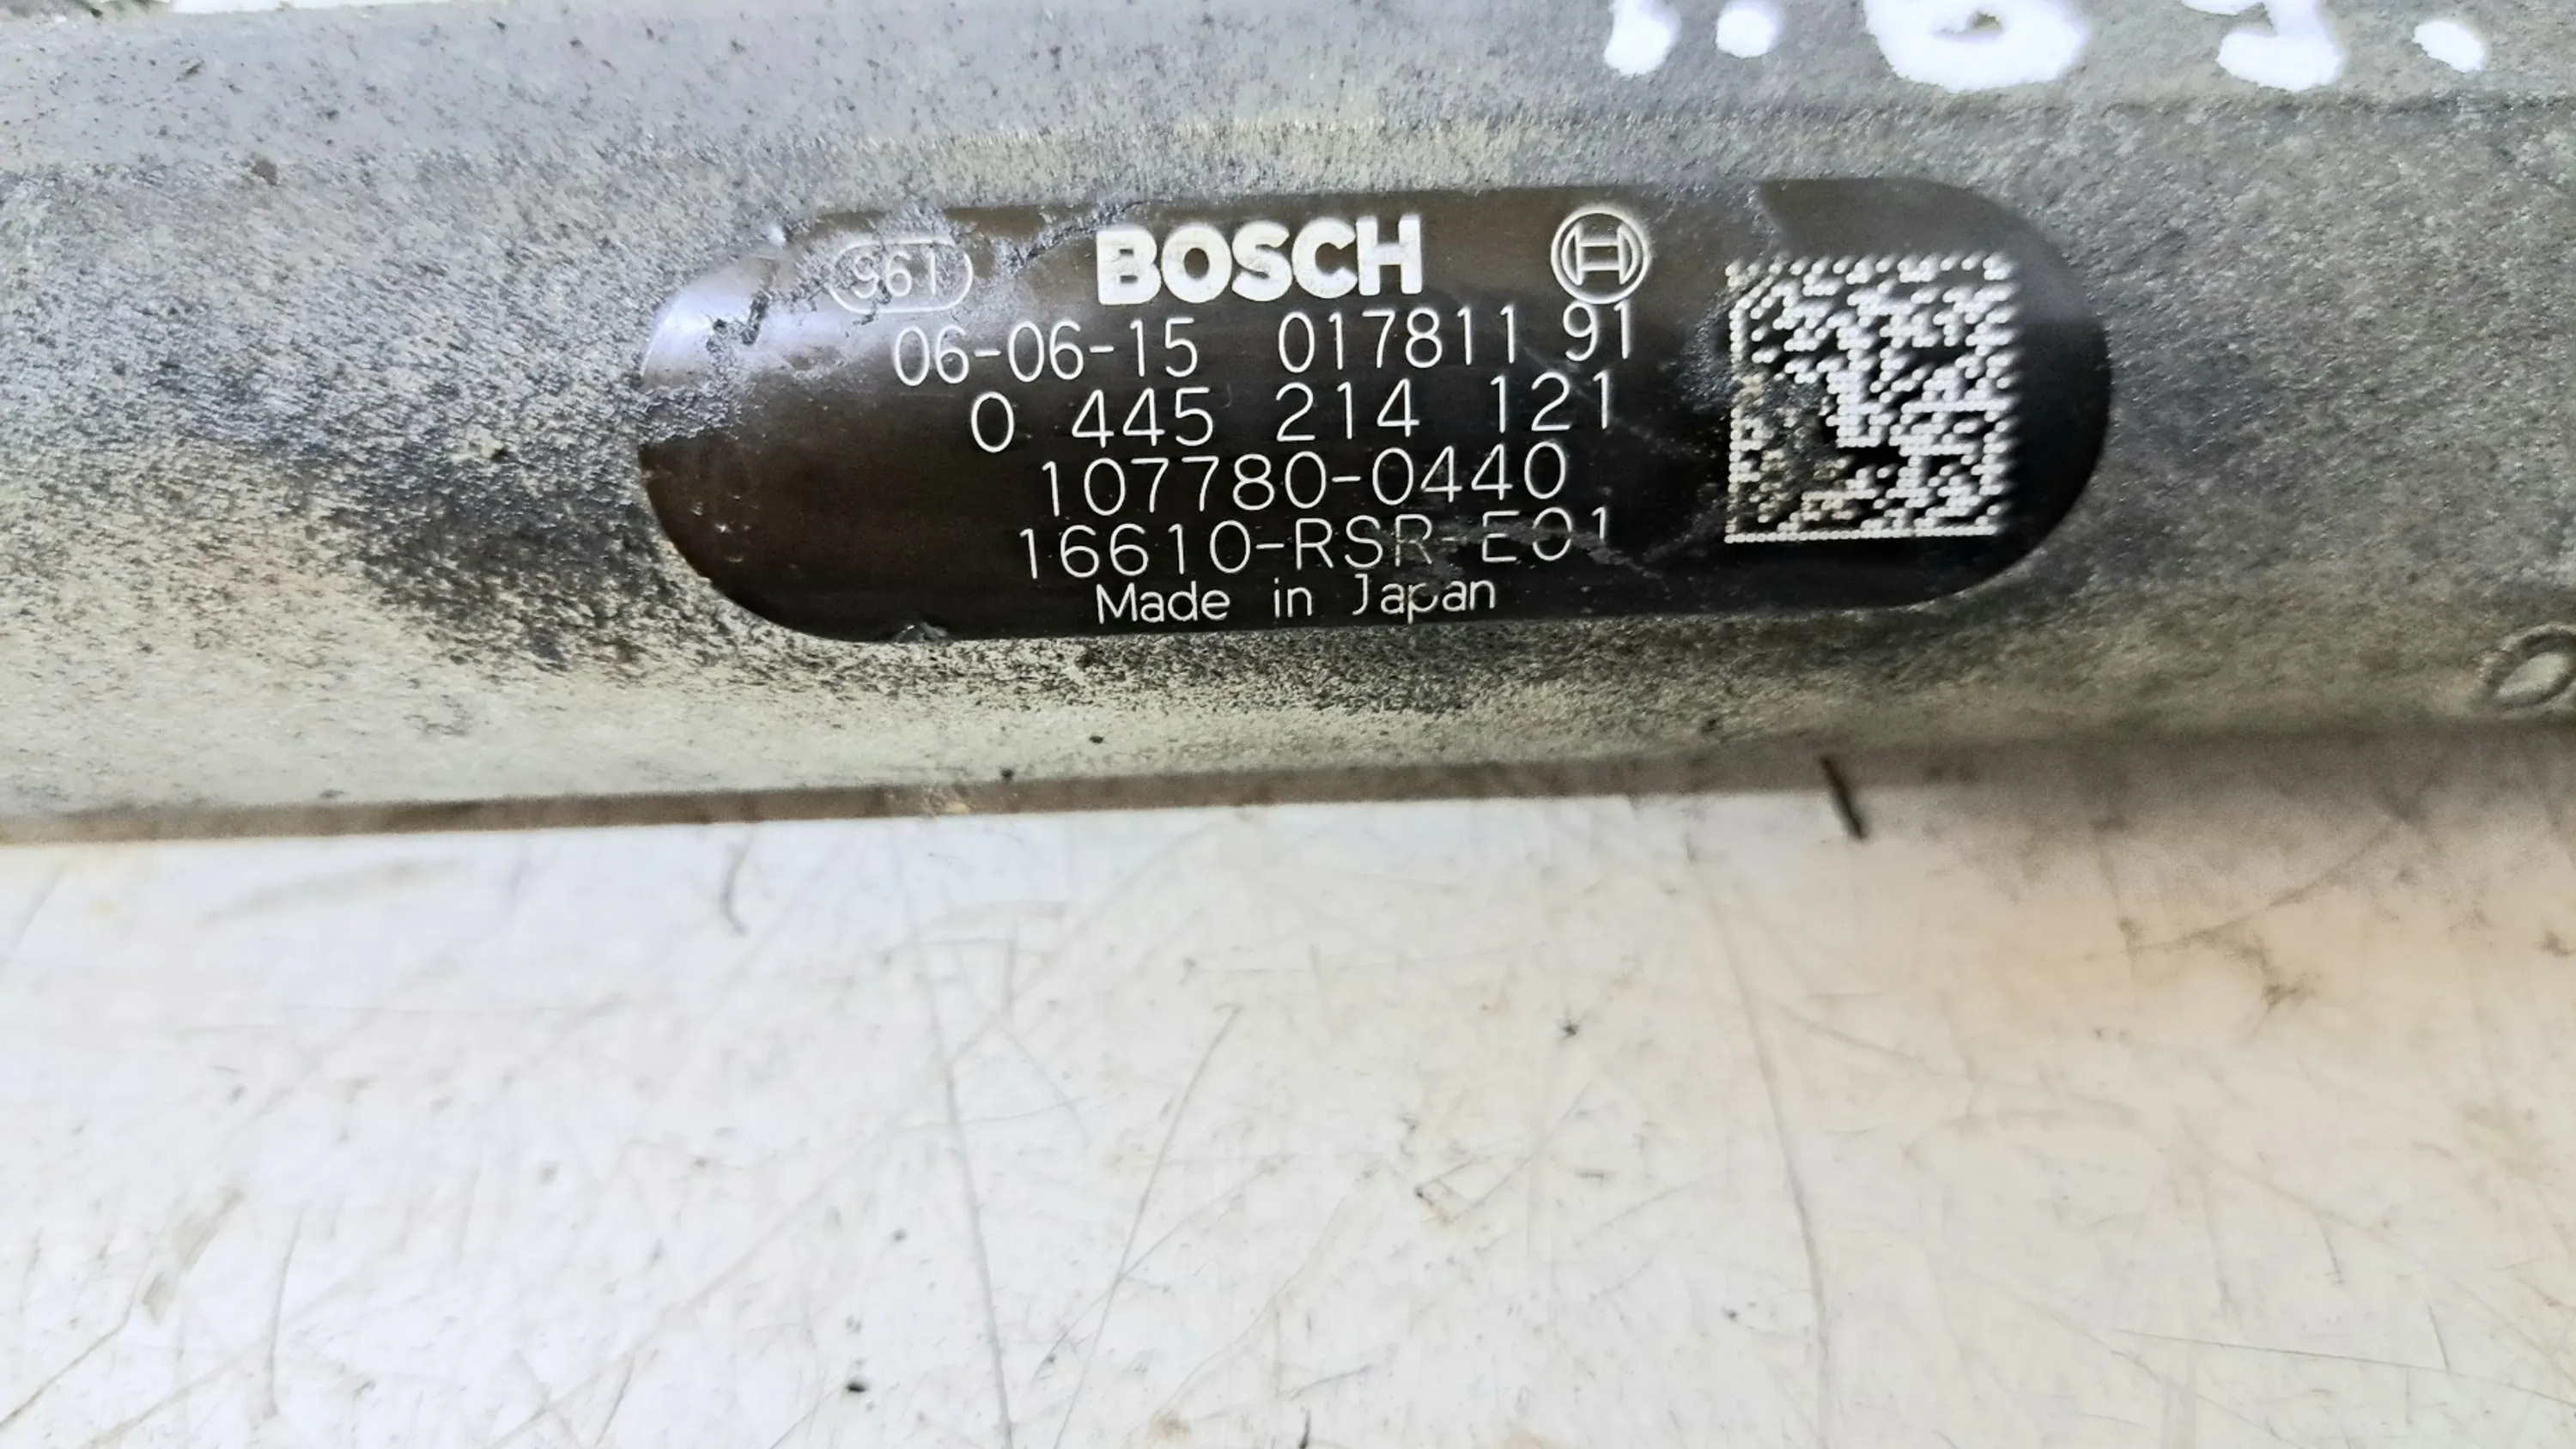 961 BOSCH
06-06-15 017811 91
0 445 214 121
107780-0440
16610-RSR-E01
Made in Japan